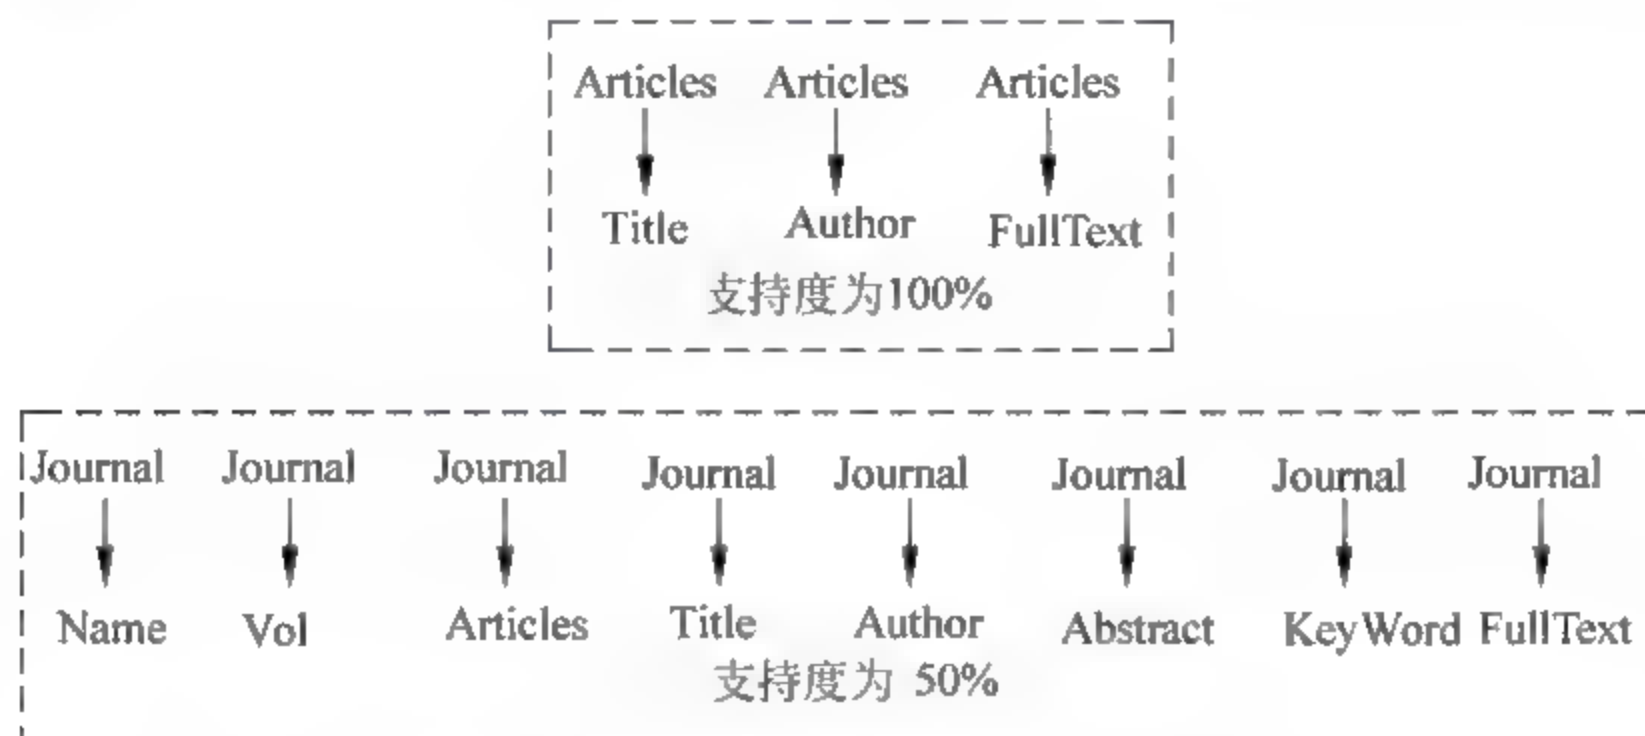 Articles Articles Articles
Title Author FullText
支持度为100%
Journal Journal Journal Journal Journal Journal Journal Journal
Name Vol Articles Title Author Abstract KeyWord FullText
支持度为 50%